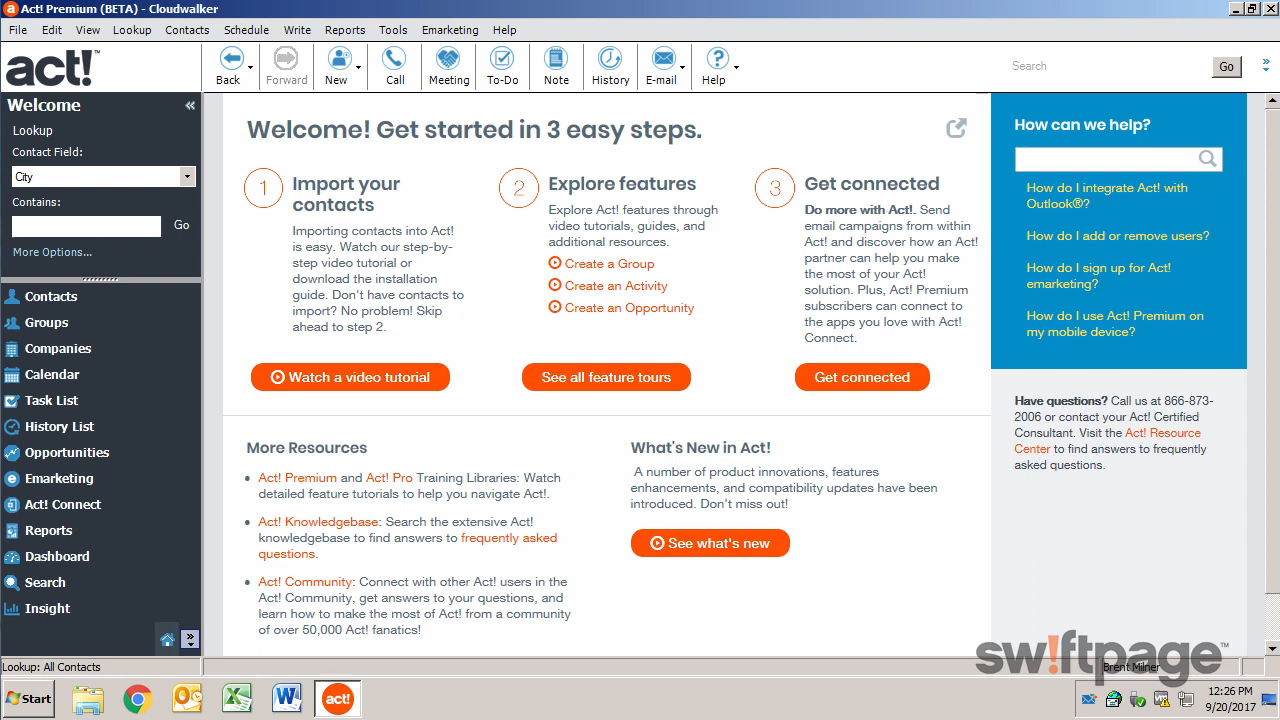 Act! Premium (BETA) - Cloudwalker
File Edit View Lookup Contacts Schedule Write Reports Tools Emarketing Help
act!™
Back Forward New Call Meeting To-Do Note History E-mail Help
Search Go
Welcome
Lookup
Contact Field:
City
Contains:
Go
More Options...
Contacts
Groups
Companies
Calendar
Task List
History List
Opportunities
Emarketing
Act! Connect
Reports
Dashboard
Search
Insight
Welcome! Get started in 3 easy steps.
1
Import your
contacts
Importing contacts into Act!
is easy. Watch our step-by-
step video tutorial or
download the installation
guide. Don't have contacts to
import? No problem! Skip
ahead to step 2.
Watch a video tutorial
2
Explore features
Explore Act! features through
video tutorials, guides, and
additional resources.
Create a Group
Create an Activity
Create an Opportunity
See all feature tours
3
Get connected
Do more with Act!. Send
email campaigns from within
Act! and discover how an Act!
partner can help you make
the most of your Act!
solution. Plus, Act! Premium
subscribers can connect to
the apps you love with Act!
Connect.
Get connected
More Resources
Act! Premium and Act! Pro Training Libraries: Watch
detailed feature tutorials to help you navigate Act!.
Act! Knowledgebase: Search the extensive Act!
knowledgebase to find answers to frequently asked
questions.
Act! Community: Connect with other Act! users in the
Act! Community, get answers to your questions, and
learn how to make the most of Act! from a community
of over 50,000 Act! fanatics!
What's New in Act!
A number of product innovations, features
enhancements, and compatibility updates have been
introduced. Don't miss out!
See what's new
How can we help?
How do I integrate Act! with
Outlook®?
How do I add or remove users?
How do I sign up for Act!
emarketing?
How do I use Act! Premium on
my mobile device?
Have questions? Call us at 866-873-
2006 or contact your Act! Certified
Consultant. Visit the Act! Resource
Center to find answers to frequently
asked questions.
sw!ftpage™
Lookup: All Contacts
Brent Milner
Start
act!
12:26 PM
9/20/2017